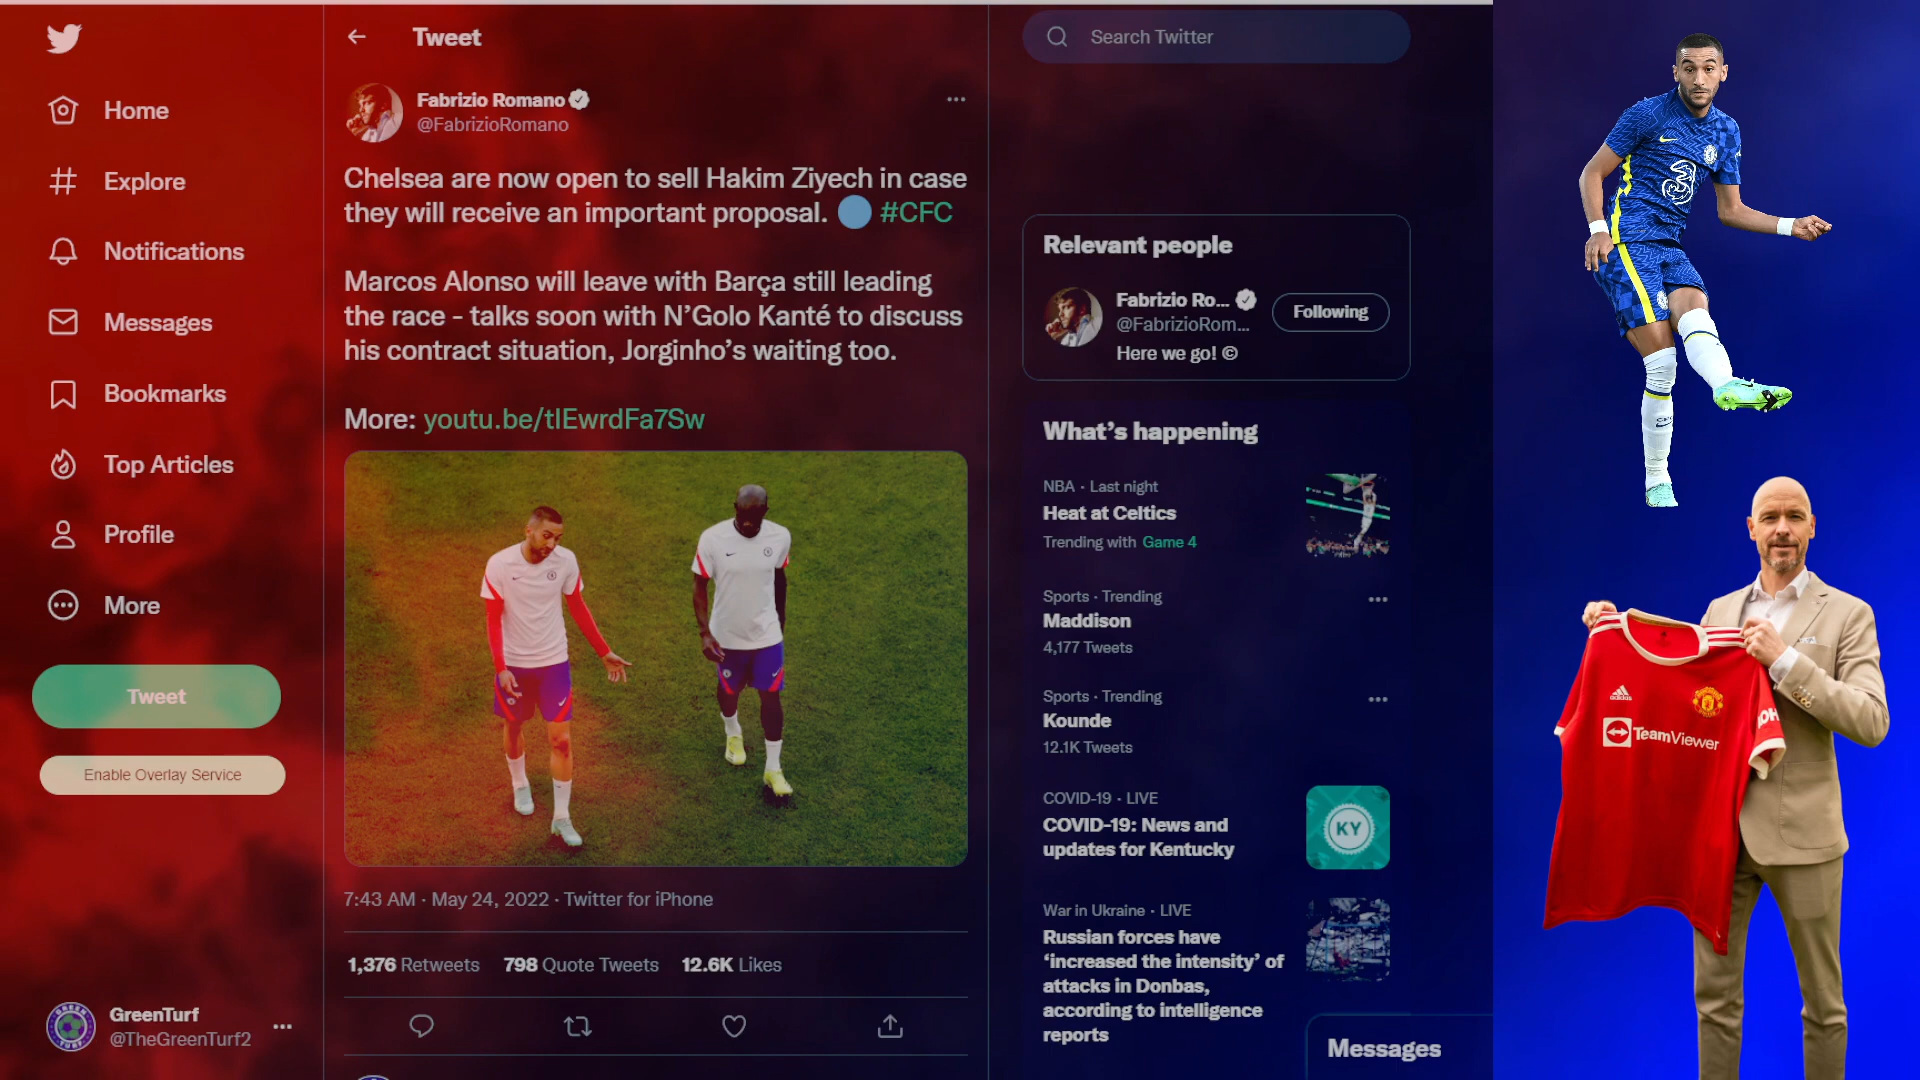 Home
Explore
Notifications
Messages
Bookmarks
Top Articles
Profile
More
Tweet
Enable Overlay Service
GreenTurf
@TheGreenTurf2
Tweet
Fabrizio Romano
@FabrizioRomano
Chelsea are now open to sell Hakim Ziyech in case
they will receive an important proposal. 🔵 #CFC
Marcos Alonso will leave with Barça still leading
the race - talks soon with N’Golo Kanté to discuss
his contract situation, Jorginho’s waiting too.
More: youtu.be/tIEwrdFa7Sw
7:43 AM · May 24, 2022 · Twitter for iPhone
1,376 Retweets 798 Quote Tweets 12.6K Likes
Search Twitter
Relevant people
Fabrizio Ro...
@FabrizioRom...
Following
Here we go! ©
What’s happening
NBA · Last night
Heat at Celtics
Trending with Game 4
Sports · Trending
Maddison
4,177 Tweets
Sports · Trending
Kounde
12.1K Tweets
COVID-19 · LIVE
COVID-19: News and
updates for Kentucky
KY
War in Ukraine · LIVE
Russian forces have
‘increased the intensity’ of
attacks in Donbas,
according to intelligence
reports
Messages
3
adidas
TeamViewer